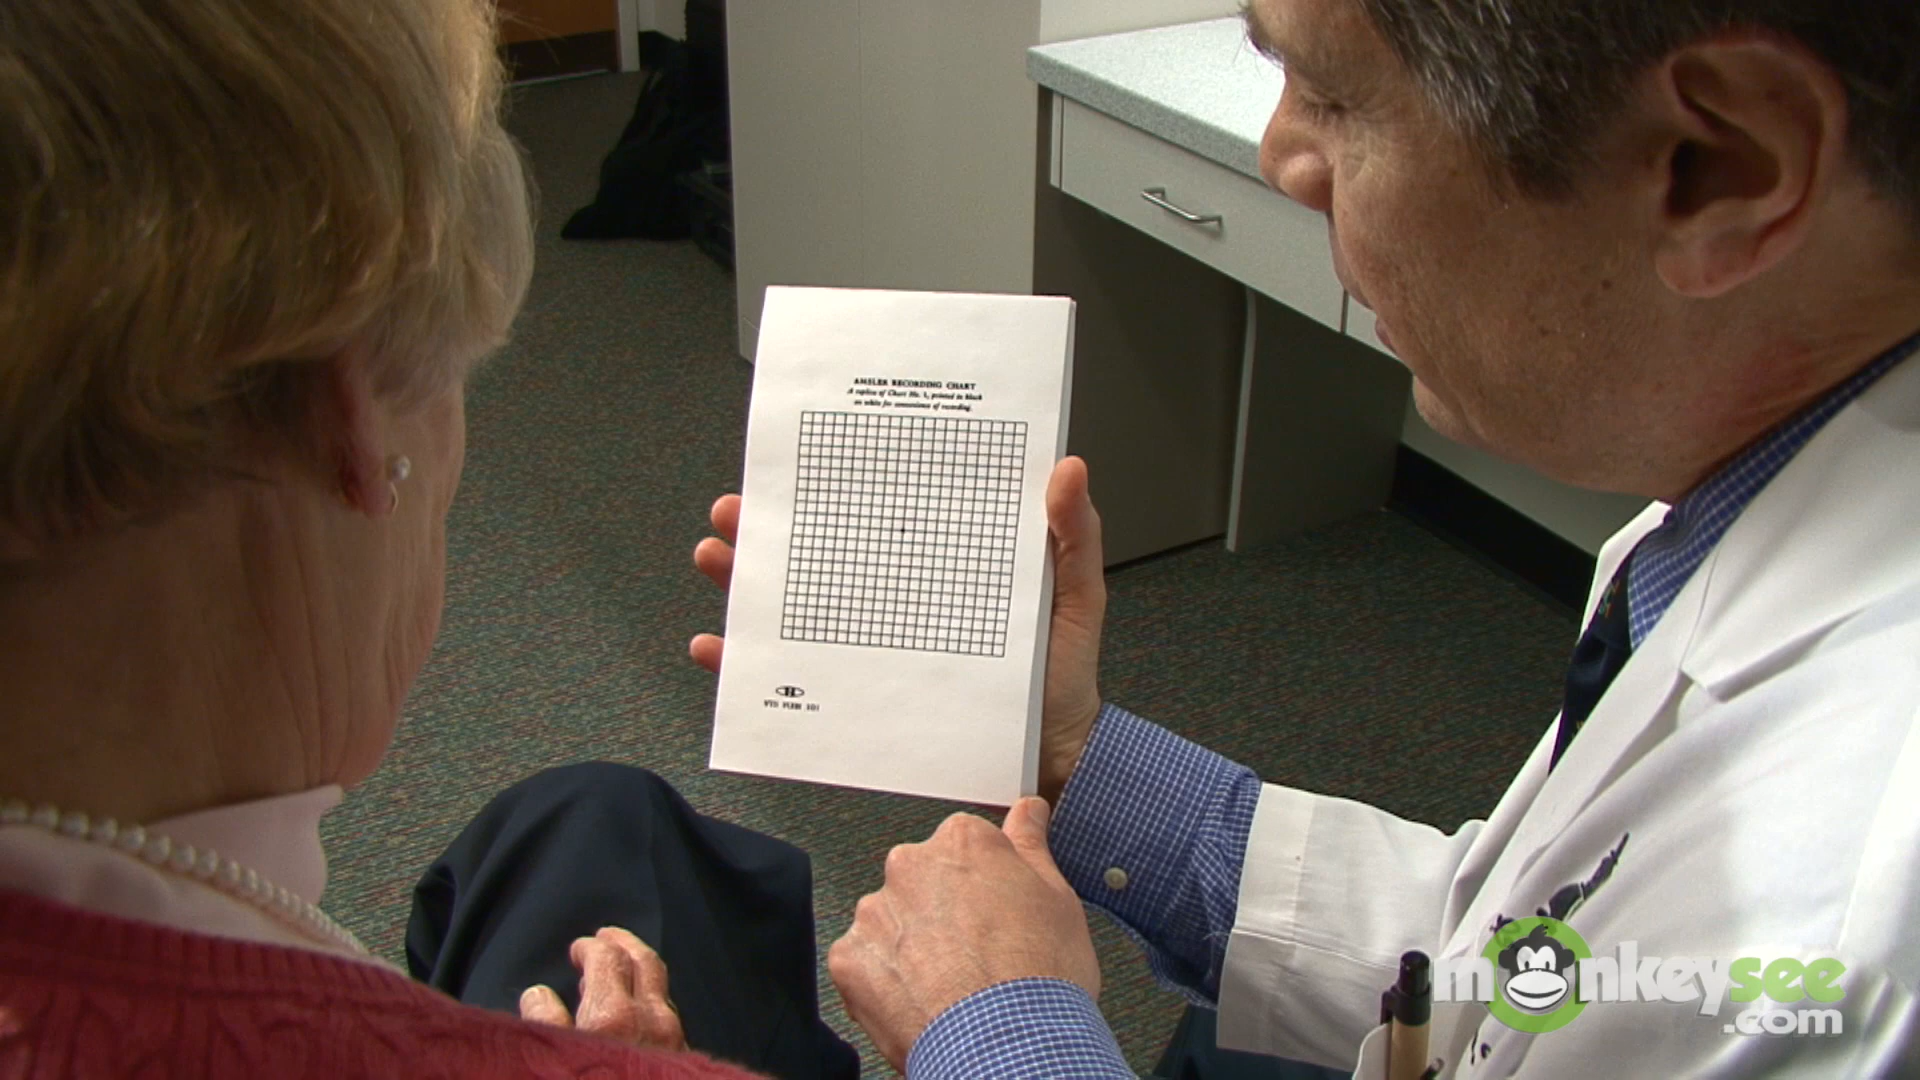 AMSLER RECORDING CHART
A replica of Chart No. 1, printed in black
on white for convenience of recording.
monkeysee
.com